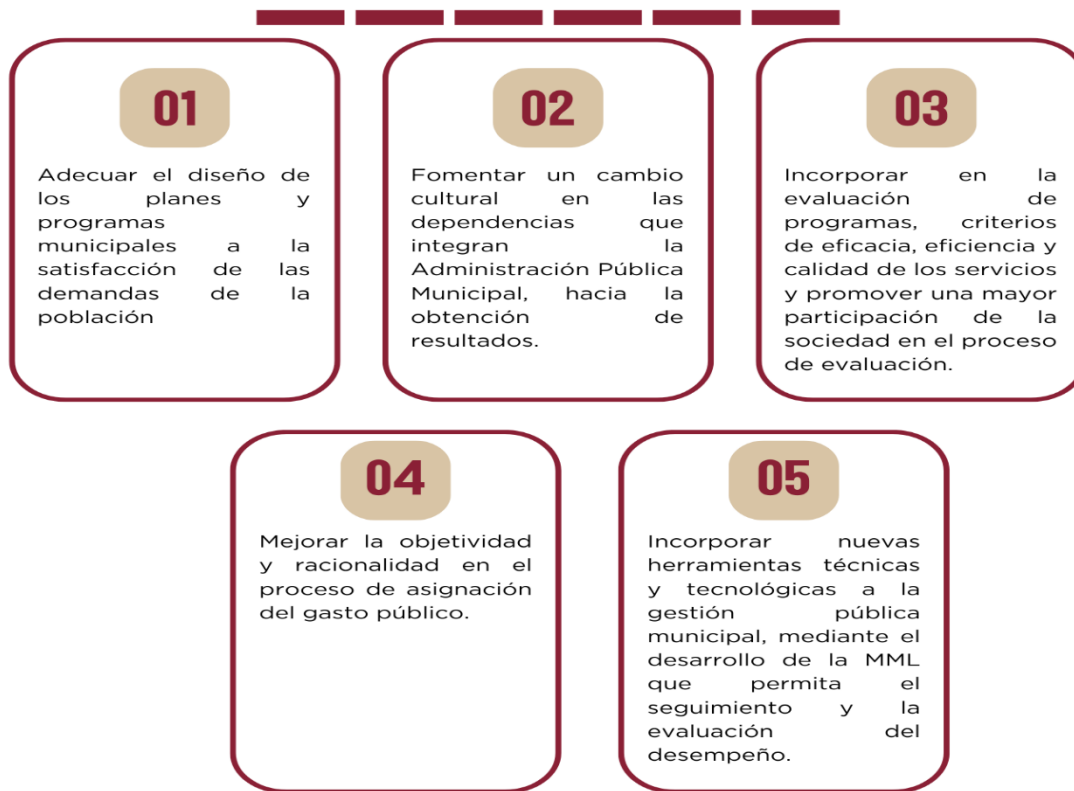 01
Adecuar el diseño de
los planes y
programas
municipales a la
satisfacción de las
demandas de la
población
02
Fomentar un cambio
cultural en las
dependencias que
integran la
Administración Pública
Municipal, hacia la
obtención de
resultados.
03
Incorporar en la
evaluación de
programas, criterios
de eficacia, eficiencia y
calidad de los servicios
y promover una mayor
participación de la
sociedad en el proceso
de evaluación.
04
Mejorar la objetividad
y racionalidad en el
proceso de asignación
del gasto público.
05
Incorporar nuevas
herramientas técnicas
y tecnológicas a la
gestión pública
municipal, mediante el
desarrollo de la MML
que permita el
seguimiento y la
evaluación del
desempeño.